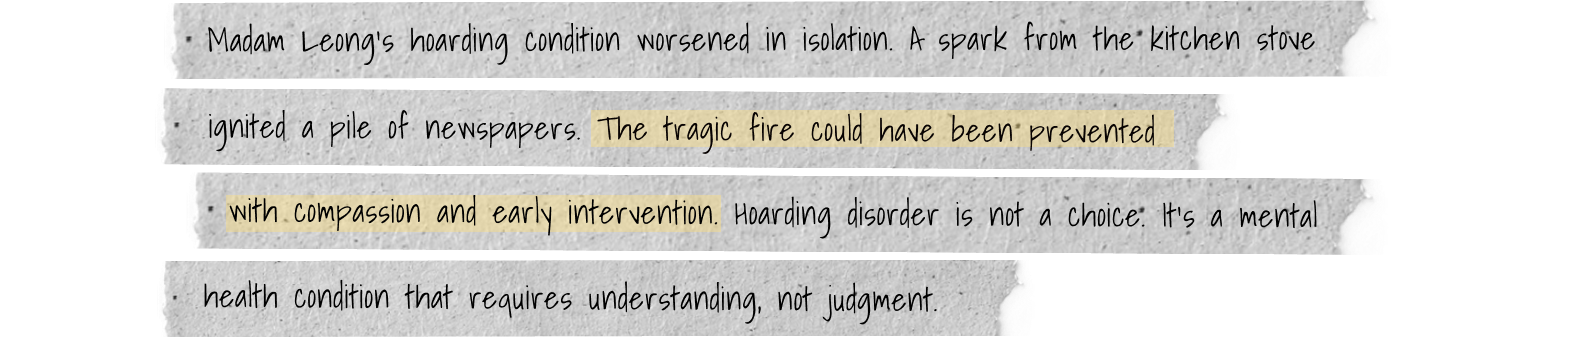 Madam Leong's hoarding condition worsened in isolation. A spark from the kitchen stove
ignited a pile of newspapers. The tragic fire could have been prevented
with compassion and early intervention. Hoarding disorder is not a choice. It's a mental
health condition that requires understanding, not judgment.